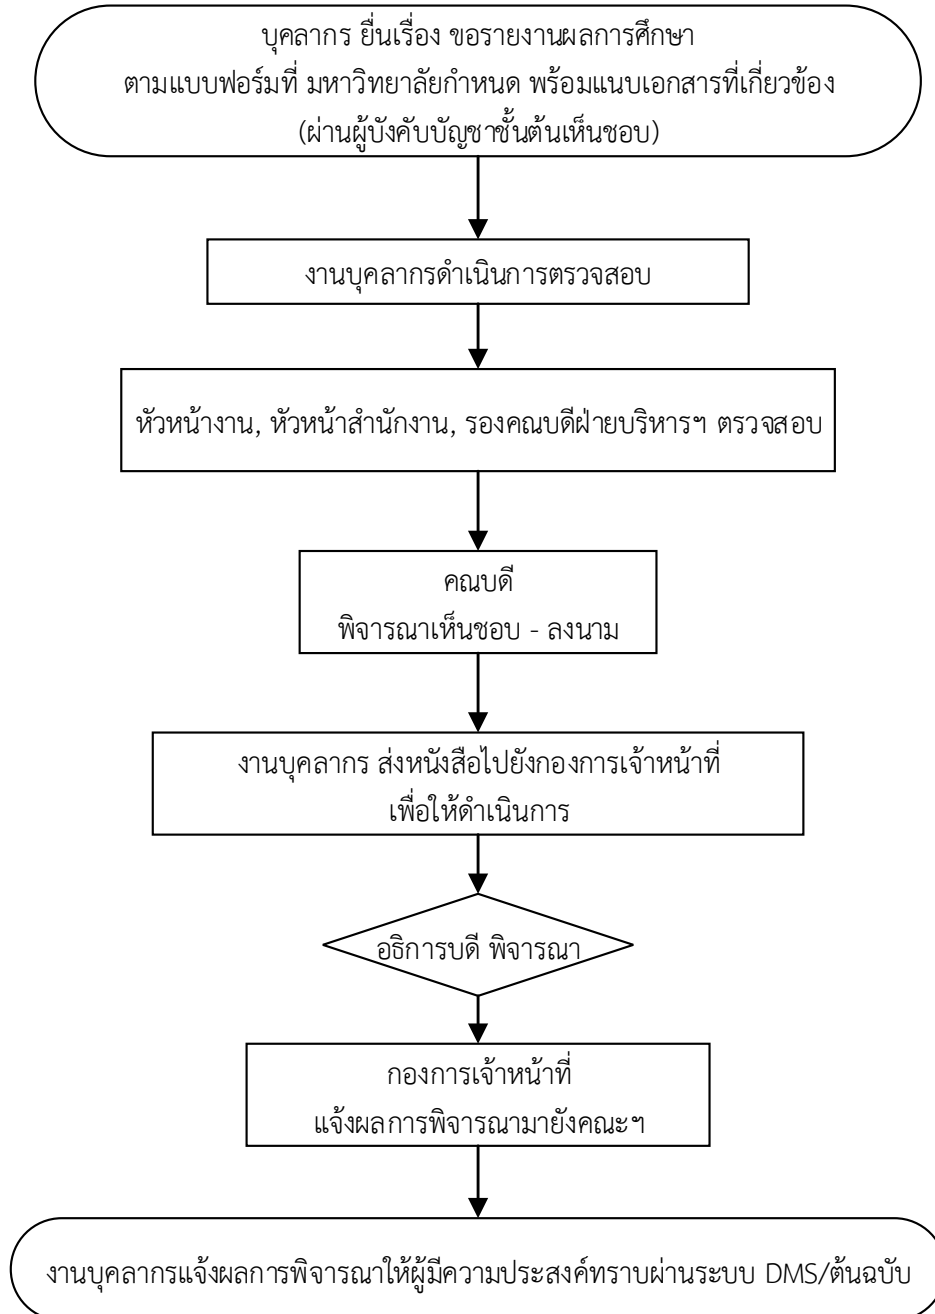 บุคลากร ยื่นเรื่อง ขอรายงานผลการศึกษา
ตามแบบฟอร์มที่ มหาวิทยาลัยกำหนด พร้อมแนบเอกสารที่เกี่ยวข้อง
(ผ่านผู้บังคับบัญชาชั้นต้นเห็นชอบ)
งานบุคลากรดำเนินการตรวจสอบ
หัวหน้างาน, หัวหน้าสำนักงาน, รองคณบดีฝ่ายบริหารฯ ตรวจสอบ
คณบดี
พิจารณาเห็นชอบ - ลงนาม
งานบุคลากร ส่งหนังสือไปยังกองการเจ้าหน้าที่
เพื่อให้ดำเนินการ
อธิการบดี พิจารณา
กองการเจ้าหน้าที่
แจ้งผลการพิจารณามายังคณะฯ
งานบุคลากรแจ้งผลการพิจารณาให้ผู้มีความประสงค์ทราบผ่านระบบ DMS/ต้นฉบับ